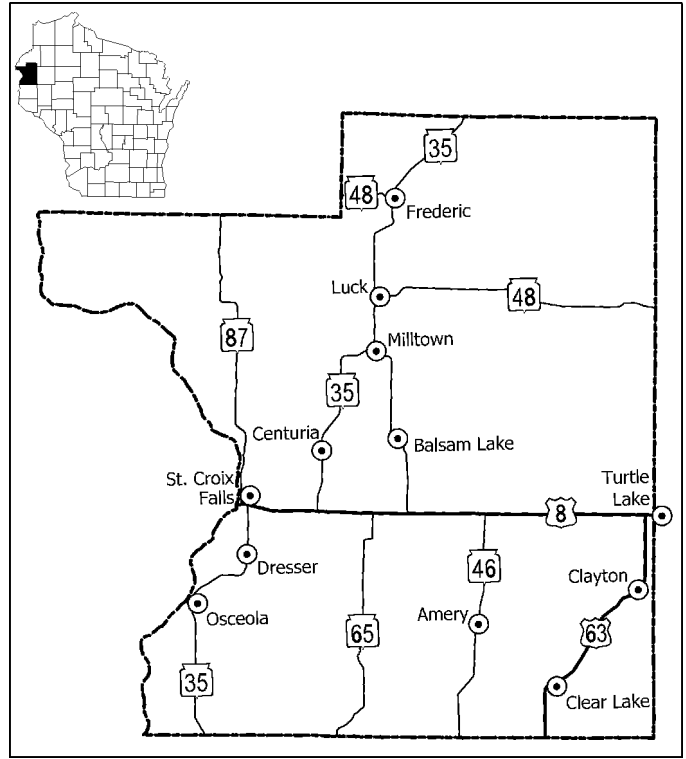 35
48
Frederic
Luck
48
87
Milltown
35
Centuria
Balsam Lake
St. Croix
Falls
Turtle
Lake
8
Dresser
46
Clayton
Osceola
Amery
65
63
35
Clear Lake